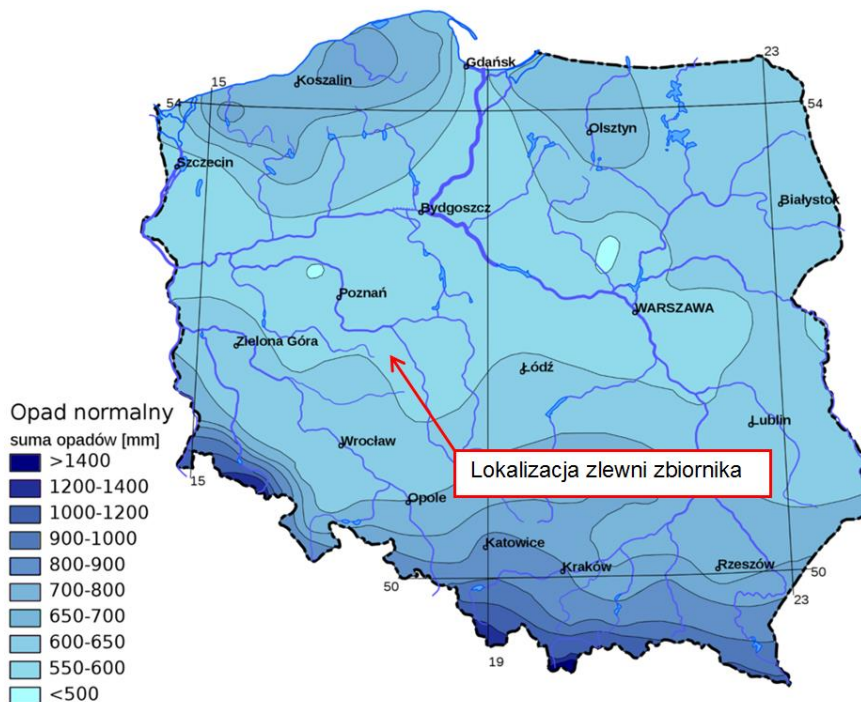 23
15
Gdańsk
Koszalin
54
54
Olsztyn
Szczecin
Białystok
Bydgoszcz
Poznań
WARSZAWA
Zielona Góra
Łódź
Opad normalny
suma opadów [mm]
>1400
1200-1400
1000-1200
900-1000
800-900
700-800
650-700
600-650
550-600
<500
Lublin
Wrocław
15
Lokalizacja zlewni zbiornika
Opole
Katowice
Kraków
Rzeszów
50
50
23
19